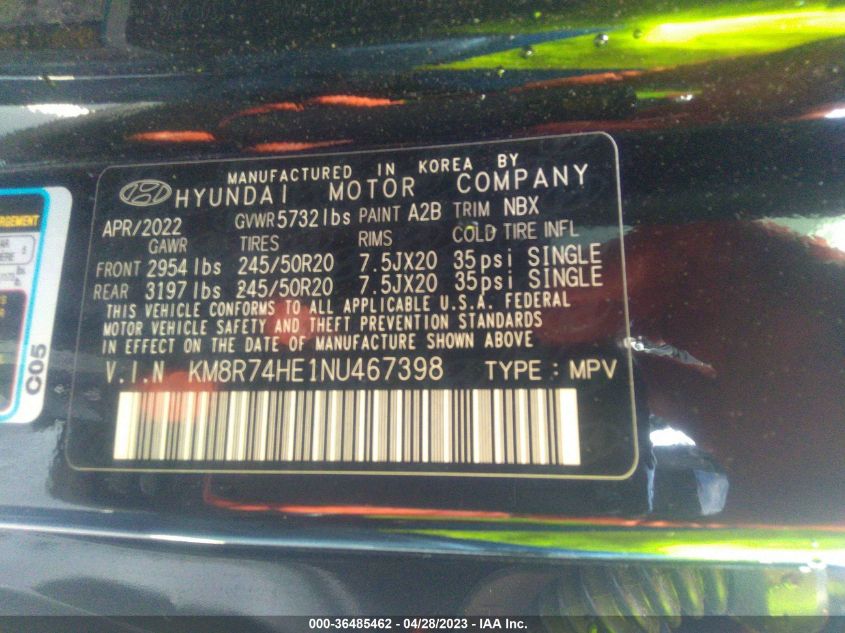 MANUFACTURED IN KOREA BY
HYUNDAI MOTOR COMPANY
APR/2022 GVWR5732lbs PAINT A2B TRIM NBX
GAWR TIRES RIMS COLD TIRE INFL
FRONT 2954 lbs 245/50R20 7.5JX20 35psi SINGLE
REAR 3197 lbs 245/50R20 7.5JX20 35psi SINGLE
THIS VEHICLE CONFORMS TO ALL APPLICABLE U.S.A. FEDERAL
MOTOR VEHICLE SAFETY AND THEFT PREVENTION STANDARDS
IN EFFECT ON THE DATE OF MANUFACTURE SHOWN ABOVE
V.I.N KM8R74HE1NU467398 TYPE : MPV
C05
000-36485462 - 04/28/2023 - IAA Inc.